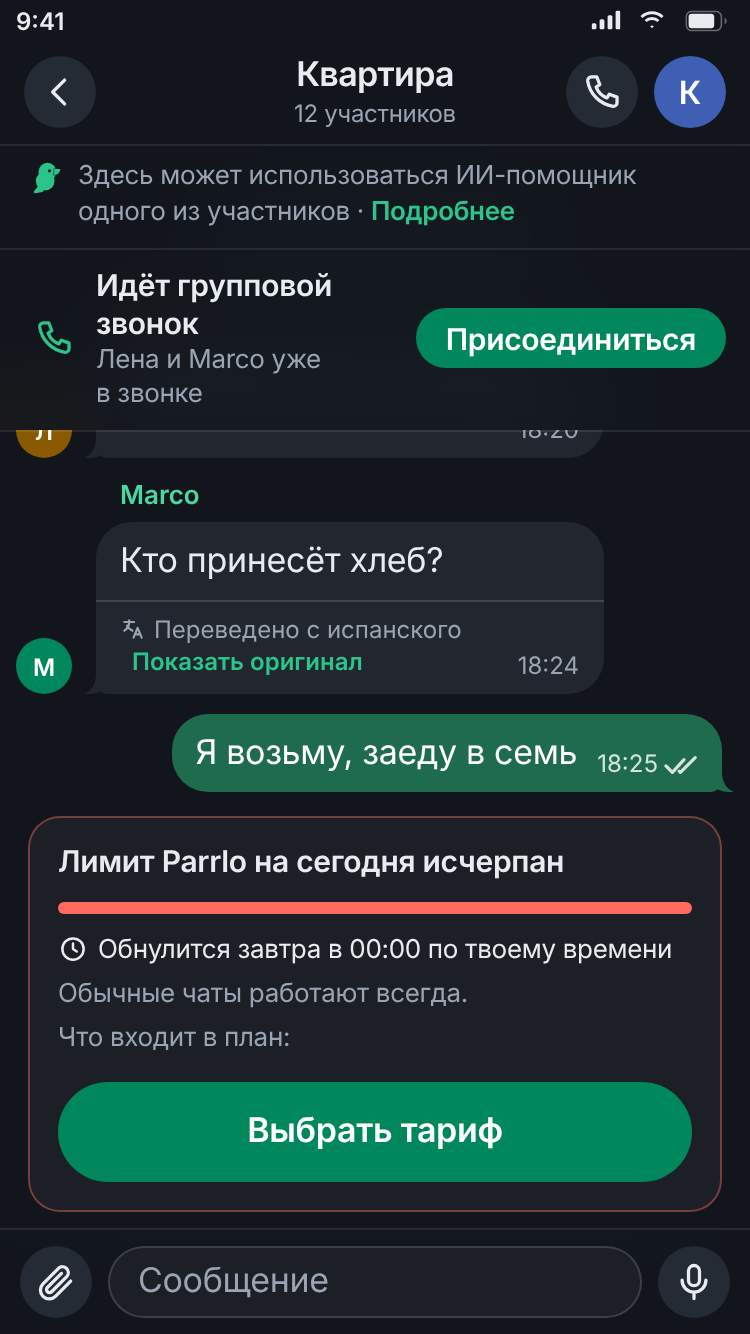 9:41
Квартира
12 участников
К
Здесь может использоваться ИИ-помощник
одного из участников · Подробнее
Идёт групповой
звонок
Лена и Marco уже
в звонке
Присоединиться
Л
18:20
Marco
Кто принесёт хлеб?
Переведено с испанского
Показать оригинал
18:24
М
Я возьму, заеду в семь
18:25
Лимит Parrlo на сегодня исчерпан
Обнулится завтра в 00:00 по твоему времени
Обычные чаты работают всегда.
Что входит в план:
Выбрать тариф
Сообщение